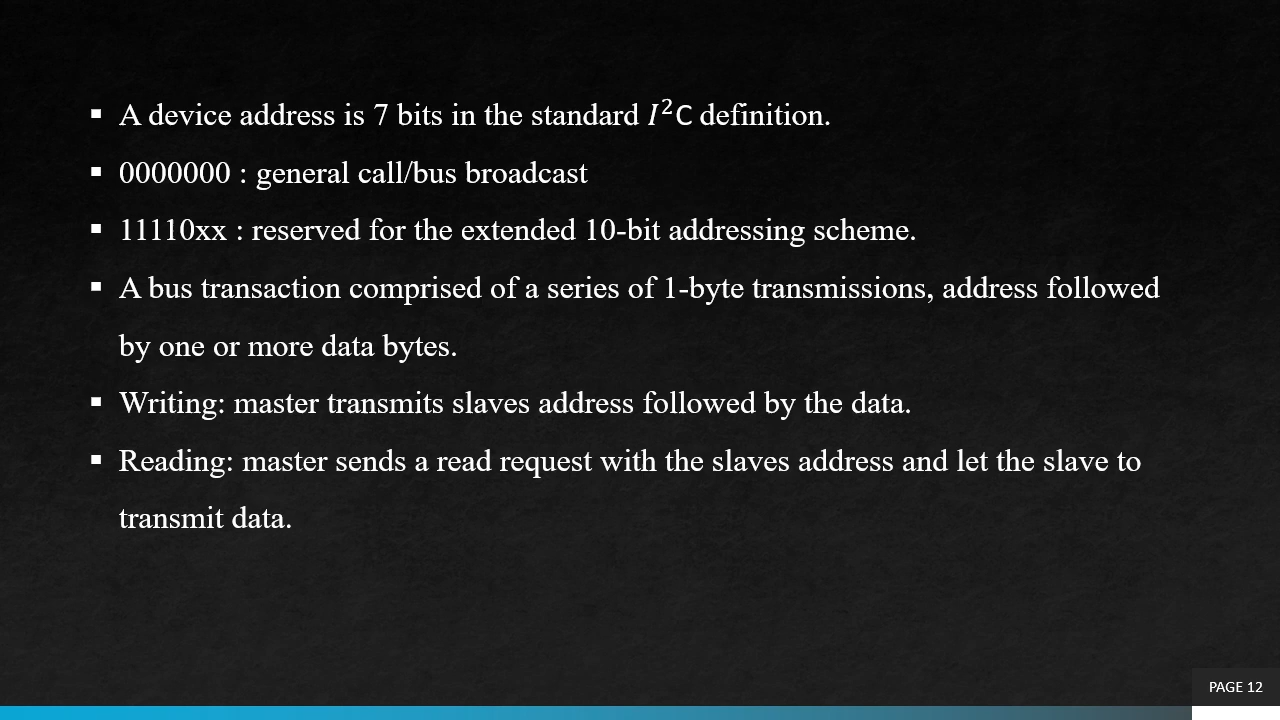 ▪ A device address is 7 bits in the standard I²C definition.
▪ 0000000 : general call/bus broadcast
▪ 11110xx : reserved for the extended 10-bit addressing scheme.
▪ A bus transaction comprised of a series of 1-byte transmissions, address followed
by one or more data bytes.
▪ Writing: master transmits slaves address followed by the data.
▪ Reading: master sends a read request with the slaves address and let the slave to
transmit data.
PAGE 12